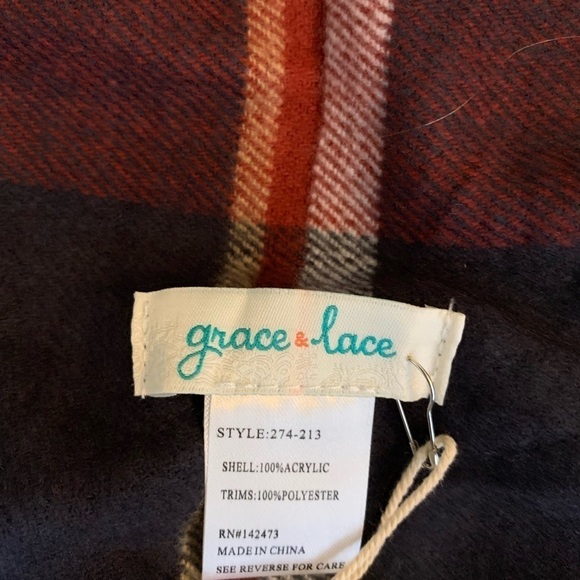 grace & lace
STYLE:274-213
SHELL:100%ACRYLIC
TRIMS:100%POLYESTER
RN#142473
MADE IN CHINA
SEE REVERSE FOR CARE